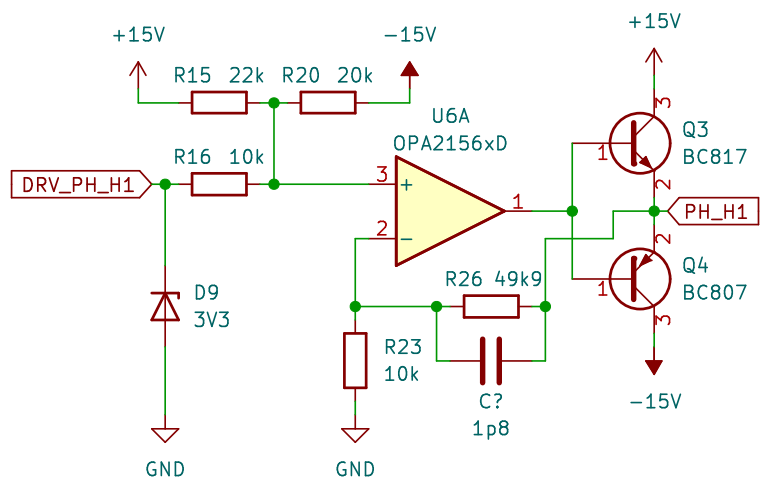 +15V
+15V
-15V
R15 22k
R20 20k
U6A
OPA2156xD
3
Q3
BC817
1
2
R16 10k
DRV_PH_H1
3
+
1
PH_H1
2
-
2
Q4
BC807
1
3
R26 49k9
D9
3V3
R23
10k
C?
1p8
-15V
GND
GND